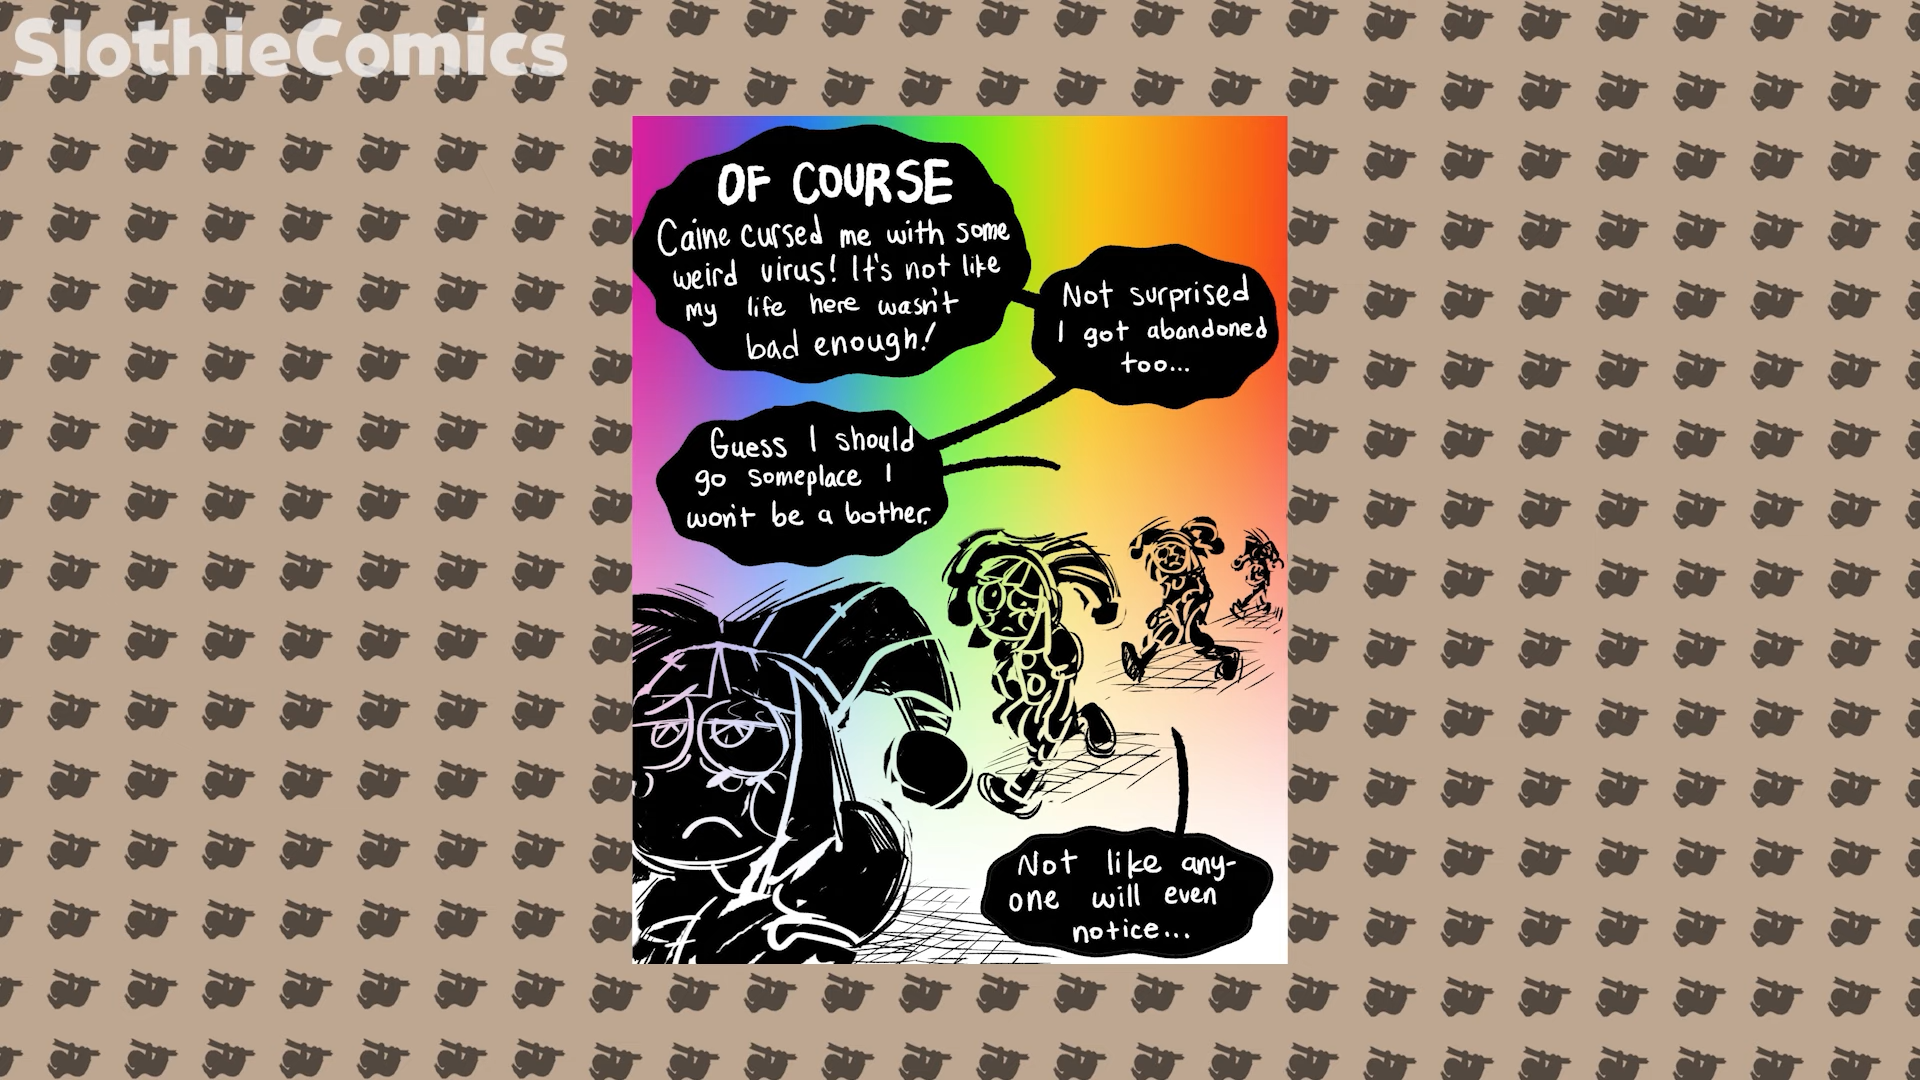 SlothieComics
OF COURSE
Caine cursed me with some
weird virus! It's not like
my life here wasn't
bad enough!
Not surprised
I got abandoned
too...
Guess I should
go someplace I
won't be a bother.
Not like any-
one will even
notice...